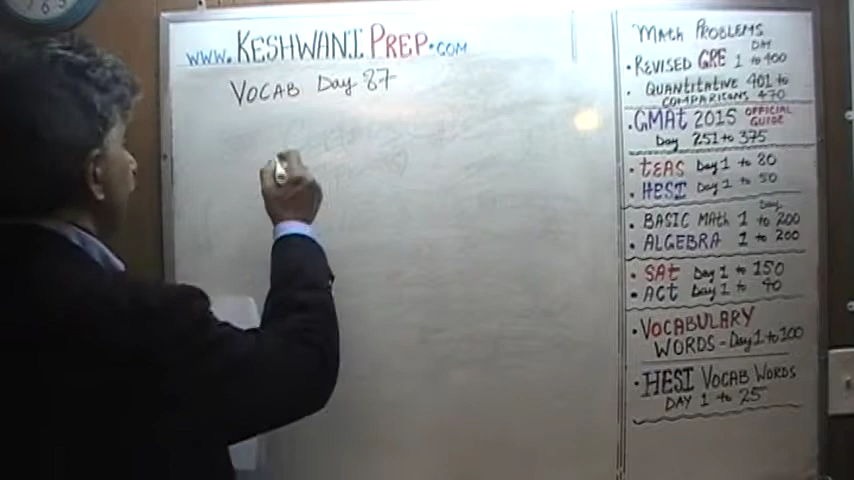 www.KESHWANIPREP.COM
VOCAB Day 87
MATH PROBLEMS
DAY
• REVISED GRE 1 to 400
• QUANTITATIVE 401 to
COMPARISONS 470
• GMAT 2015 OFFICIAL GUIDE
Day 251 to 375
• TEAS Day 1 to 80
• HESI Day 1 to 50
Day
• BASIC MATH 1 to 200
• ALGEBRA 1 to 200
• SAT Day 1 to 150
• ACT Day 1 to 90
• VOCABULARY
WORDS - Day 1 to 100
• HESI VOCAB WORDS
DAY 1 to 25